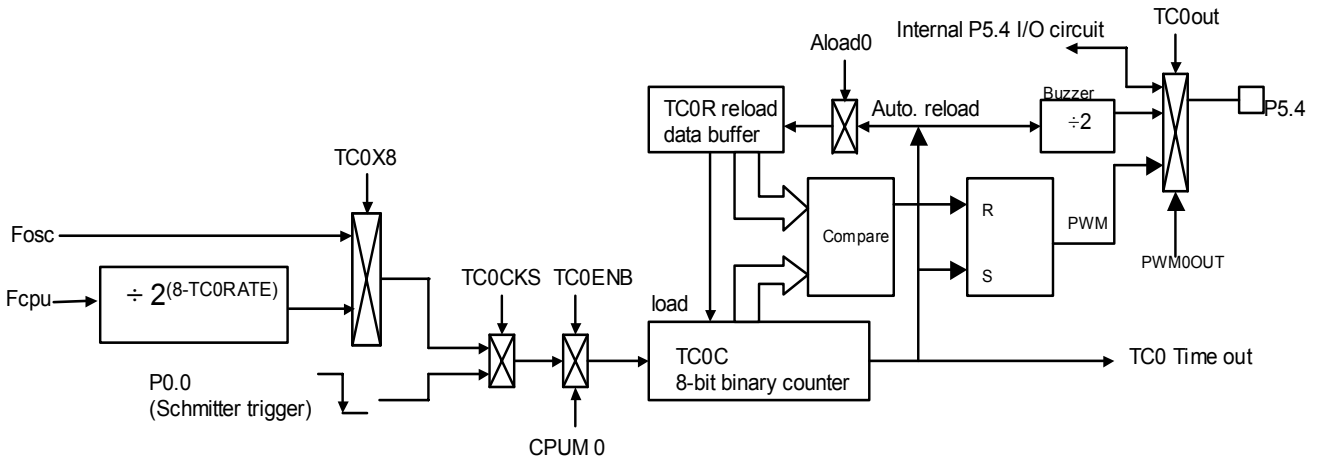 TC0out
Internal P5.4 I/O circuit
Aload0
Buzzer
TC0R reload
data buffer
Auto. reload
÷2
P5.4
TC0X8
R
Fosc
Compare
PWM
PWM0OUT
S
Fcpu
÷ 2(8-TC0RATE)
TC0CKS
TC0ENB
load
TC0C
8-bit binary counter
TC0 Time out
P0.0
(Schmitter trigger)
CPUM 0